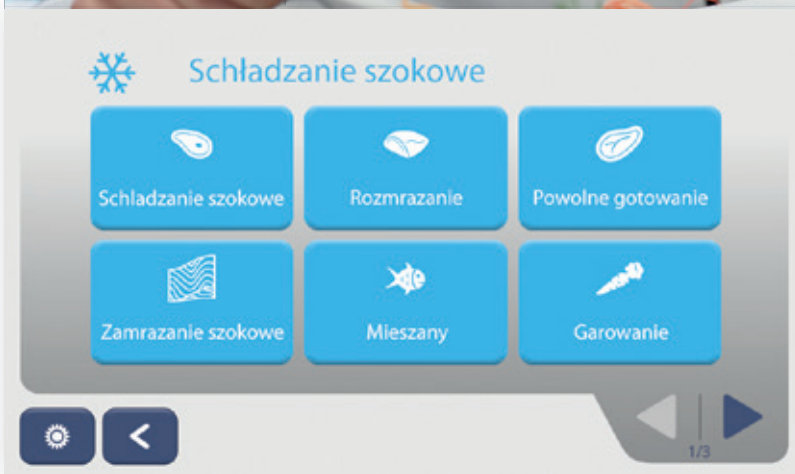 Schładzanie szokowe
Schladzanie szokowe
Rozmrazanie
Powolne gotowanie
Zamrazanie szokowe
Mieszany
Garowanie
1/3